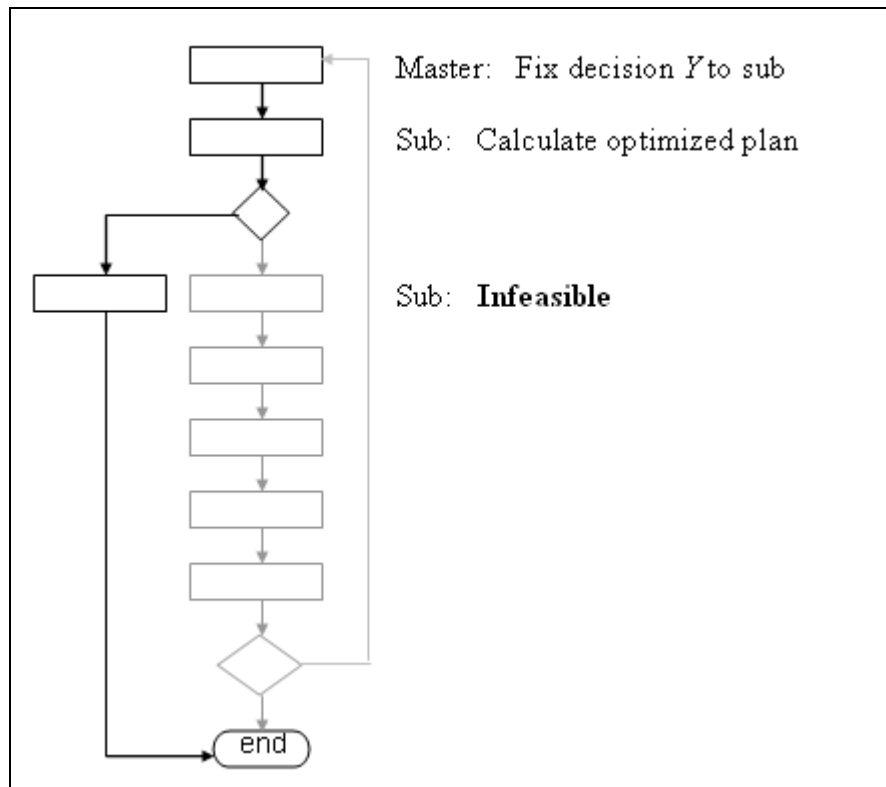 Master: Fix decision Y to sub
Sub: Calculate optimized plan
Sub: Infeasible
end